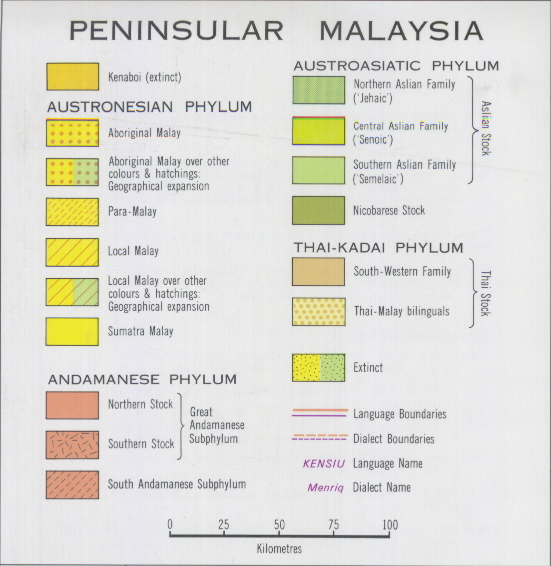 PENINSULAR MALAYSIA
Kenaboi (extinct)
AUSTRONESIAN PHYLUM
Aboriginal Malay
Aboriginal Malay over other
colours & hatchings:
Geographical expansion
Para-Malay
Local Malay
Local Malay over other
colours & hatchings:
Geographical expansion
Sumatra Malay
ANDAMANESE PHYLUM
Northern Stock
Southern Stock
Great
Andamanese
Subphylum
South Andamanese Subphylum
AUSTROASIATIC PHYLUM
Northern Aslian Family
('Jehaic')
Central Aslian Family
('Senoic')
Southern Aslian Family
('Semelaic')
Aslian Stock
Nicobarese Stock
THAI-KADAI PHYLUM
South-Western Family
Thai-Malay bilinguals
Thai Stock
Extinct
Language Boundaries
Dialect Boundaries
KENSIU Language Name
Menriq Dialect Name
0 25 50 75 100
Kilometres